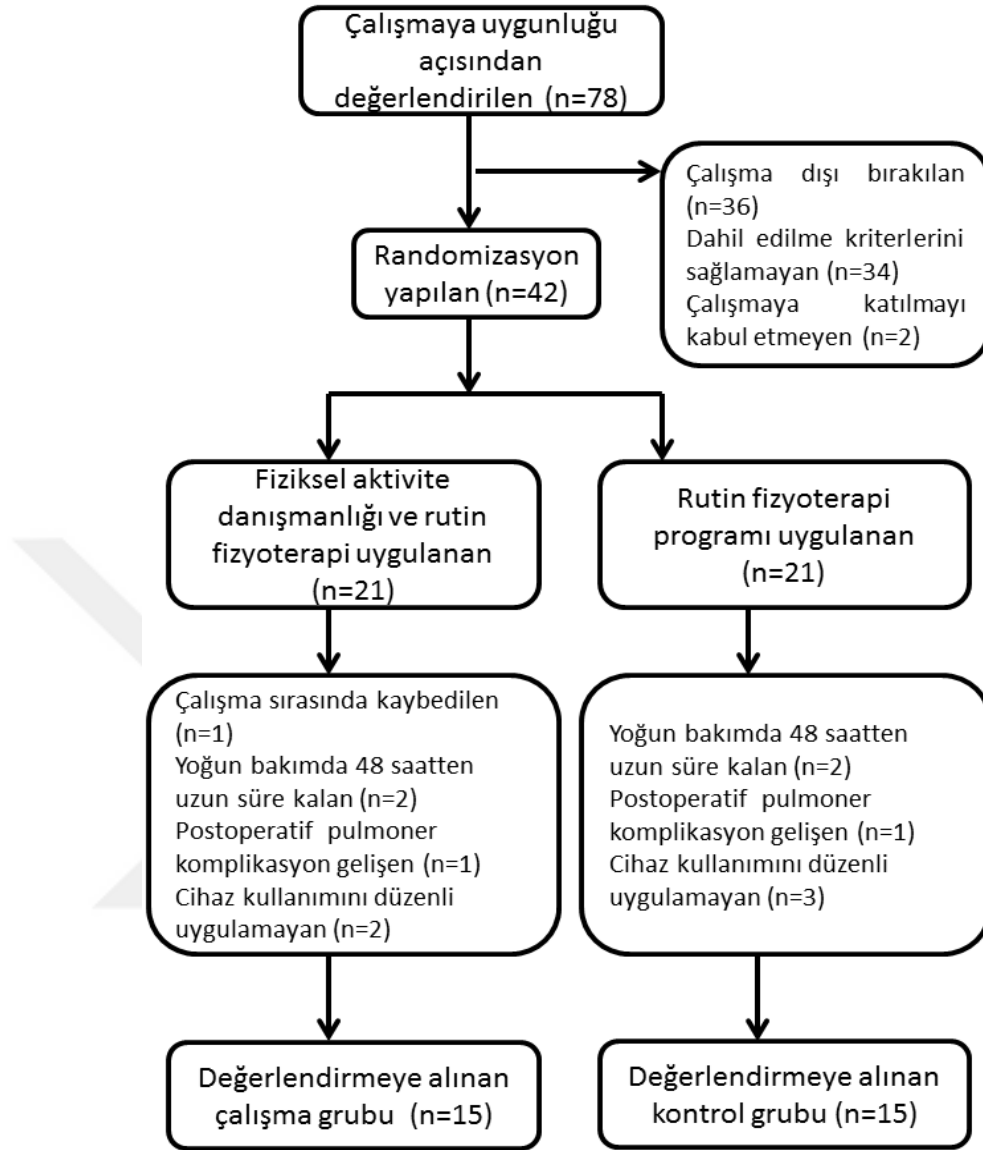 Çalışmaya uygunluğu
açısından
değerlendirilen (n=78)
Çalışma dışı bırakılan
(n=36)
Dahil edilme kriterlerini
sağlamayan (n=34)
Çalışmaya katılmayı
kabul etmeyen (n=2)
Randomizasyon
yapılan (n=42)
Fiziksel aktivite
danışmanlığı ve rutin
fizyoterapi uygulanan
(n=21)
Rutin fizyoterapi
programı uygulanan
(n=21)
Çalışma sırasında kaybedilen
(n=1)
Yoğun bakımda 48 saatten
uzun süre kalan (n=2)
Postoperatif pulmoner
komplikasyon gelişen (n=1)
Cihaz kullanımını düzenli
uygulamayan (n=2)
Yoğun bakımda 48 saatten
uzun süre kalan (n=2)
Postoperatif pulmoner
komplikasyon gelişen (n=1)
Cihaz kullanımını düzenli
uygulamayan (n=3)
Değerlendirmeye alınan
çalışma grubu (n=15)
Değerlendirmeye alınan
kontrol grubu (n=15)